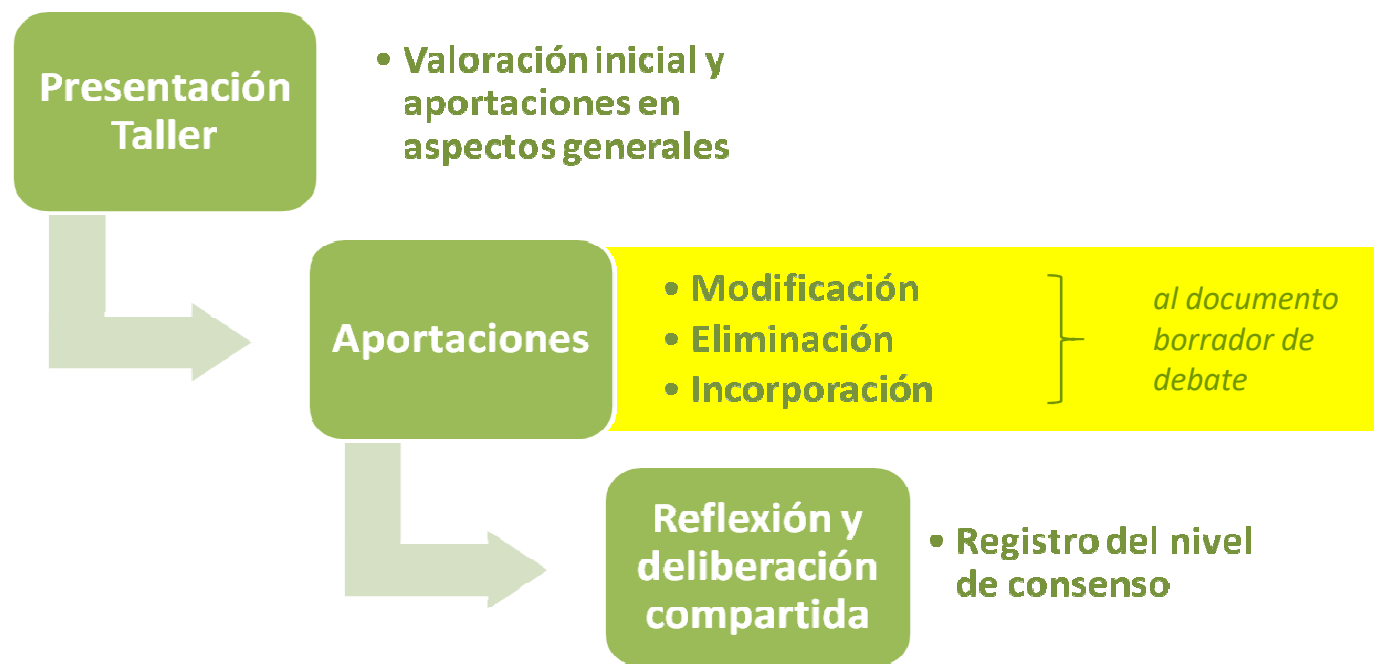 Presentación
Taller
• Valoración inicial y
aportaciones en
aspectos generales
Aportaciones
• Modificación
• Eliminación
• Incorporación
al documento
borrador de
debate
Reflexión y
deliberación
compartida
• Registro del nivel
de consenso